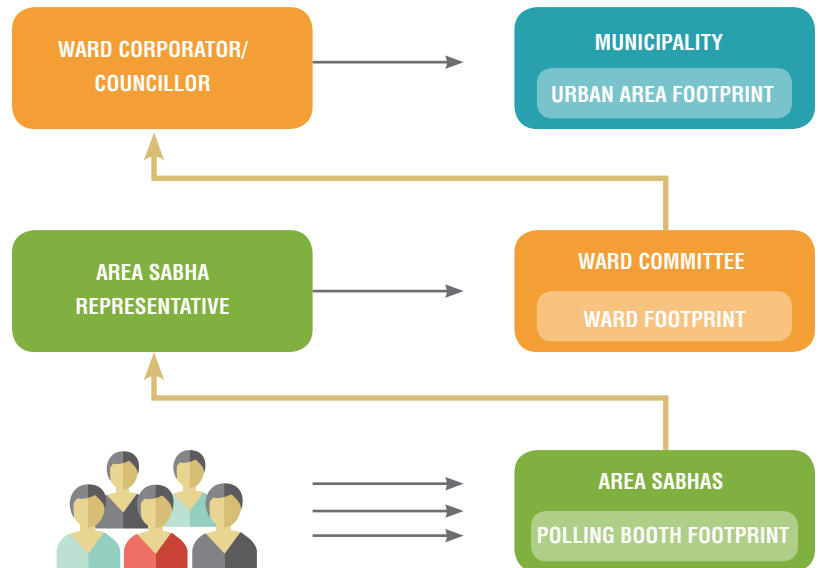 WARD CORPORATOR/
COUNCILLOR
MUNICIPALITY
URBAN AREA FOOTPRINT
AREA SABHA
REPRESENTATIVE
WARD COMMITTEE
WARD FOOTPRINT
AREA SABHAS
POLLING BOOTH FOOTPRINT